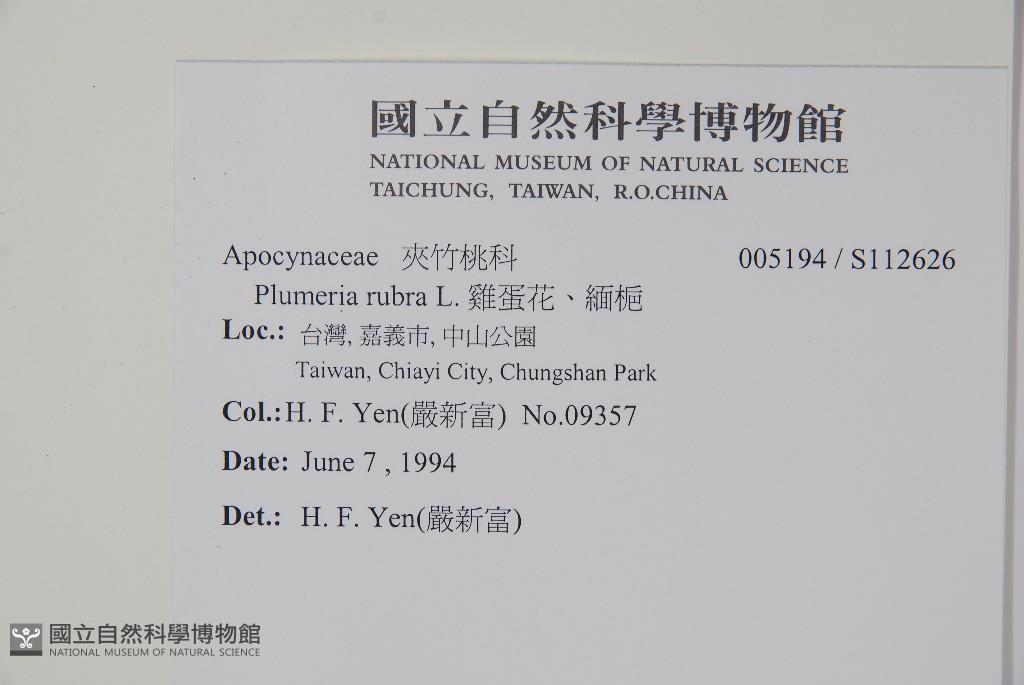 國立自然科學博物館
NATIONAL MUSEUM OF NATURAL SCIENCE
TAICHUNG, TAIWAN, R.O.CHINA
Apocynaceae 夾竹桃科 005194 / S112626
Plumeria rubra L. 雞蛋花、緬梔
Loc.: 台灣, 嘉義市, 中山公園
Taiwan, Chiayi City, Chungshan Park
Col.: H. F. Yen(嚴新富) No.09357
Date: June 7 , 1994
Det.: H. F. Yen(嚴新富)
國立自然科學博物館
NATIONAL MUSEUM OF NATURAL SCIENCE